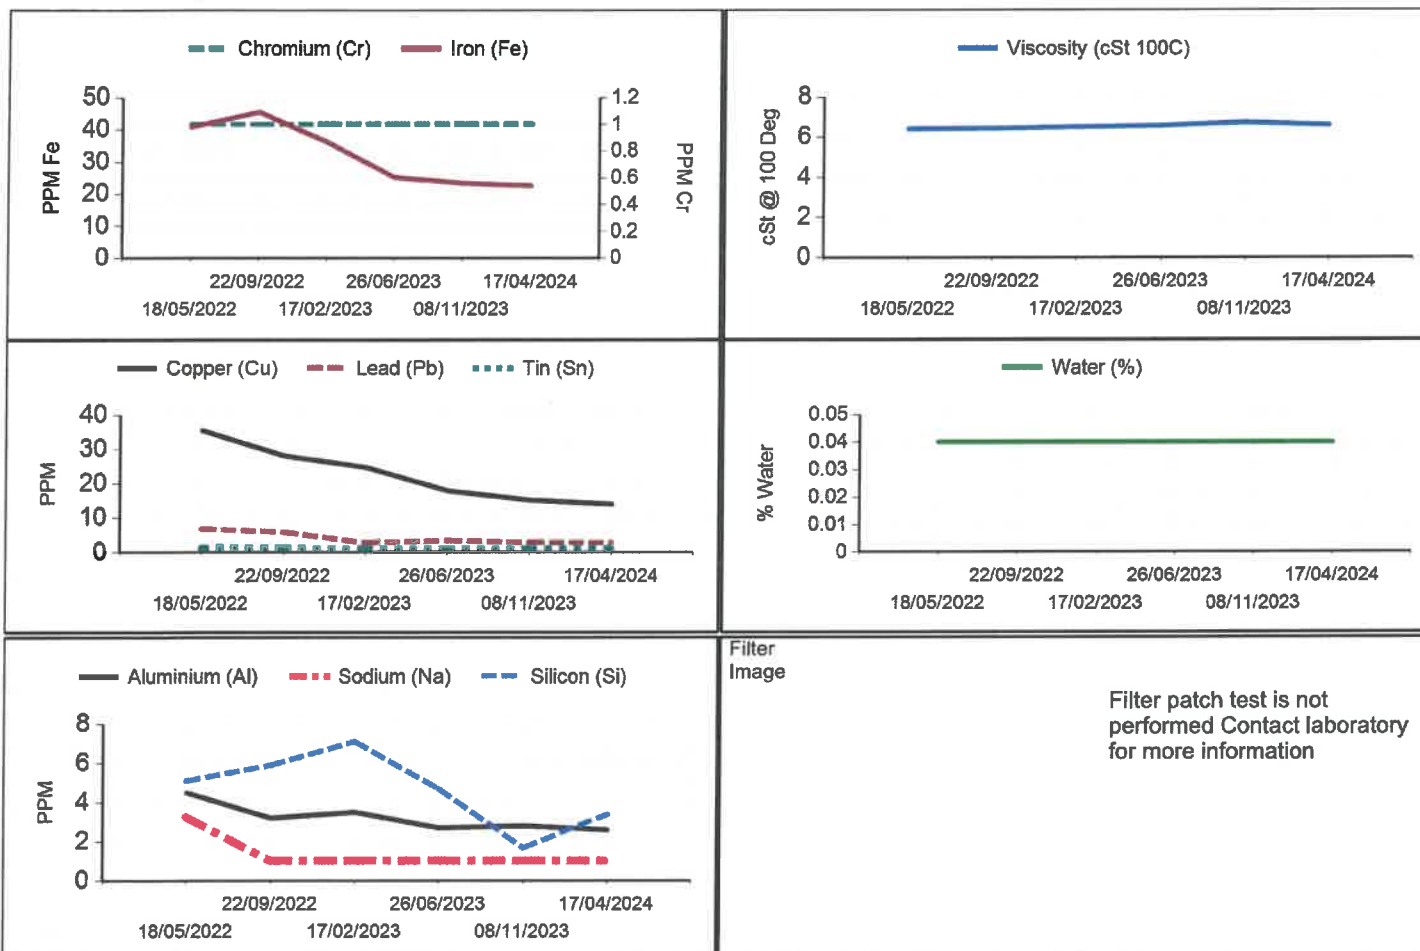 Chromium (Cr) Iron (Fe)
PPM Fe
50
40
30
20
10
0
1.2
1
0.8
0.6
0.4
0.2
0
PPM Cr
22/09/2022 26/06/2023 17/04/2024
18/05/2022 17/02/2023 08/11/2023
Viscosity (cSt 100C)
cSt @ 100 Deg
8
6
4
2
0
22/09/2022 26/06/2023 17/04/2024
18/05/2022 17/02/2023 08/11/2023
Copper (Cu) Lead (Pb) Tin (Sn)
PPM
40
30
20
10
0
22/09/2022 26/06/2023 17/04/2024
18/05/2022 17/02/2023 08/11/2023
Water (%)
% Water
0.05
0.04
0.03
0.02
0.01
0
22/09/2022 26/06/2023 17/04/2024
18/05/2022 17/02/2023 08/11/2023
Aluminium (Al) Sodium (Na) Silicon (Si)
PPM
8
6
4
2
0
22/09/2022 26/06/2023 17/04/2024
18/05/2022 17/02/2023 08/11/2023
Filter
Image
Filter patch test is not
performed Contact laboratory
for more information